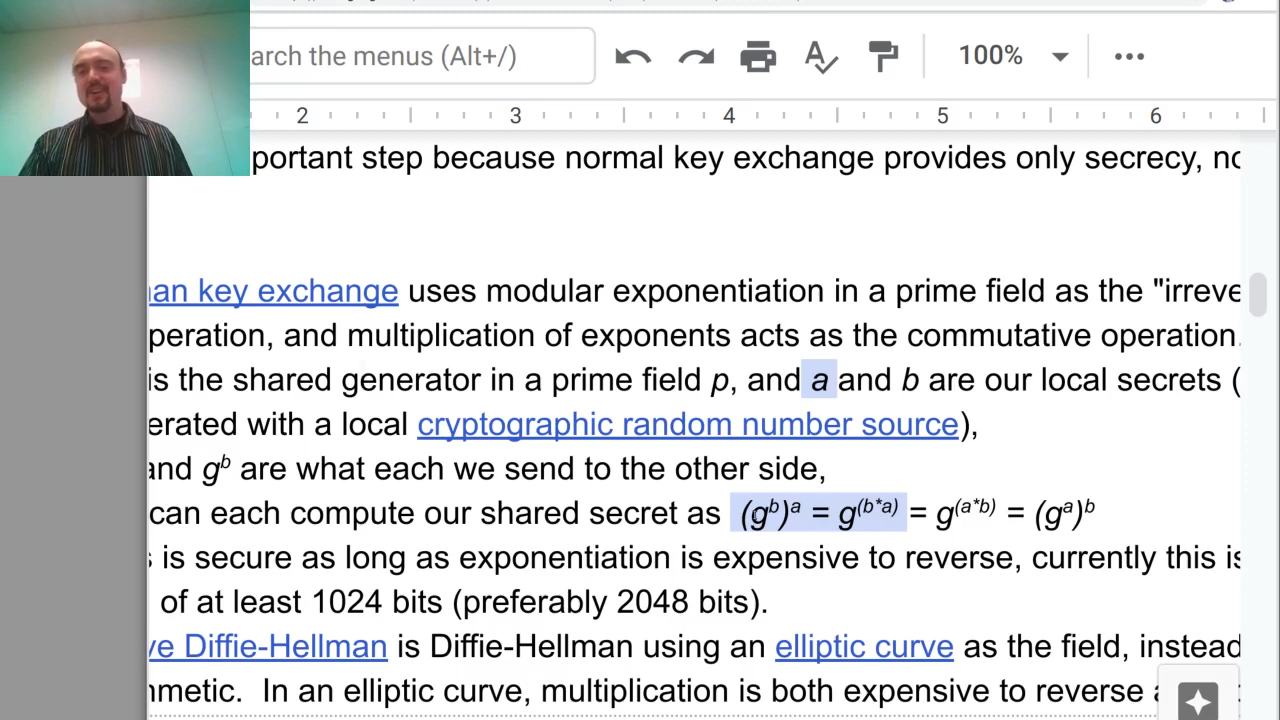 arch the menus (Alt+/)
100%
2 3 4 5 6
portant step because normal key exchange provides only secrecy, no
an key exchange uses modular exponentiation in a prime field as the "irreve
peration, and multiplication of exponents acts as the commutative operation.
is the shared generator in a prime field p, and a and b are our local secrets (
erated with a local cryptographic random number source),
and gᵇ are what each we send to the other side,
can each compute our shared secret as (gᵇ)ᵃ = g⁽ᵇ*ᵃ⁾ = g⁽ᵃ*ᵇ⁾ = (gᵃ)ᵇ
is secure as long as exponentiation is expensive to reverse, currently this is
of at least 1024 bits (preferably 2048 bits).
ve Diffie-Hellman is Diffie-Hellman using an elliptic curve as the field, instead
metic. In an elliptic curve, multiplication is both expensive to reverse a